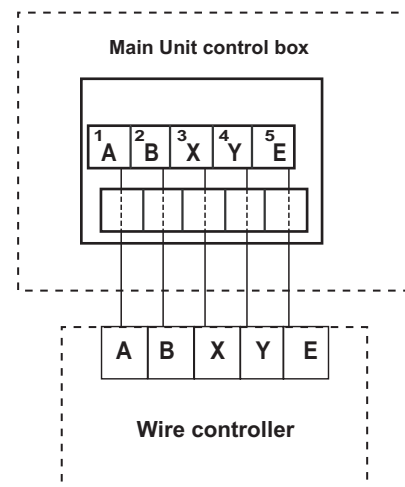 Main Unit control box
1 2 3 4 5
A B X Y E
A B X Y E
Wire controller